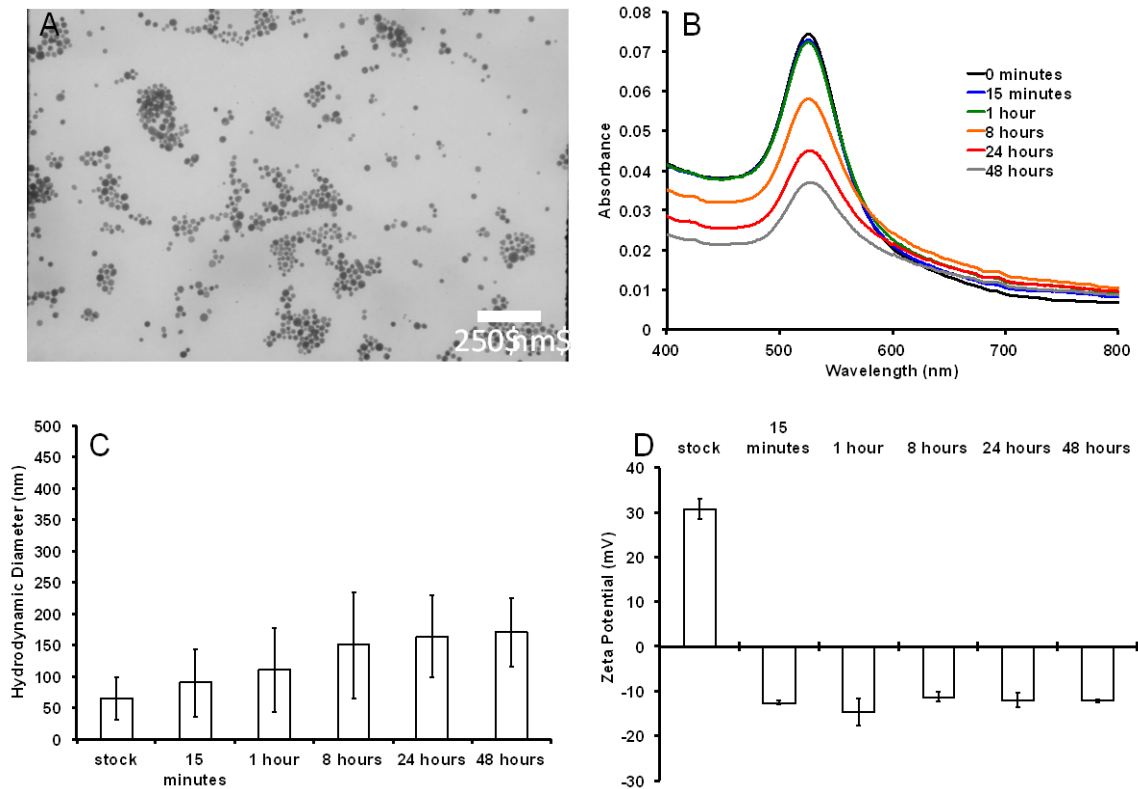 A
250$nm$
B
0.08
0.07
0.06
0.05
0.04
0.03
0.02
0.01
0
Absorbance
400
500
600
700
800
Wavelength (nm)
0 minutes
15 minutes
1 hour
8 hours
24 hours
48 hours
C
500
450
400
350
300
250
200
150
100
50
0
Hydrodynamic Diameter (nm)
stock
15
minutes
1 hour
8 hours
24 hours
48 hours
D
stock
15
minutes
1 hour
8 hours
24 hours
48 hours
40
30
20
10
0
-10
-20
-30
Zeta Potential (mV)